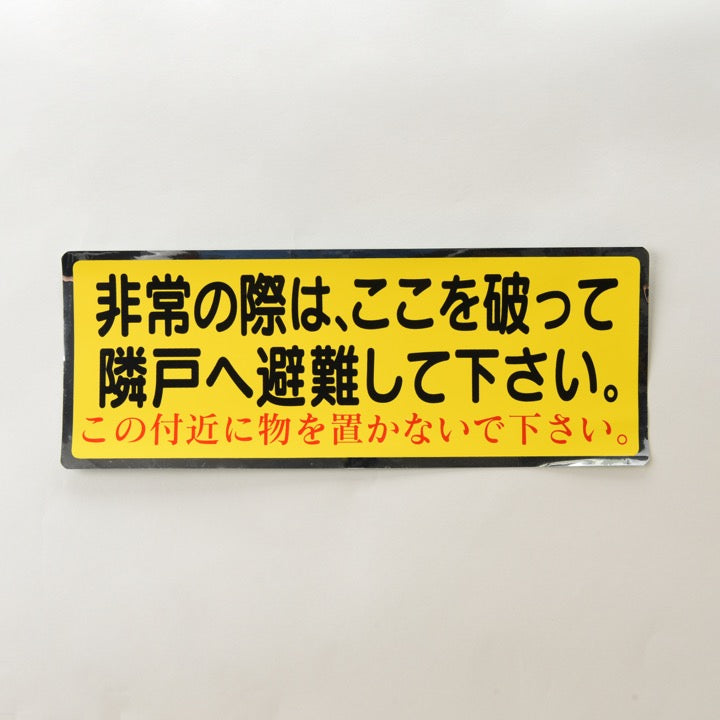 非常の際は、ここを破って
隣戸へ避難して下さい。
この付近に物を置かないで下さい。